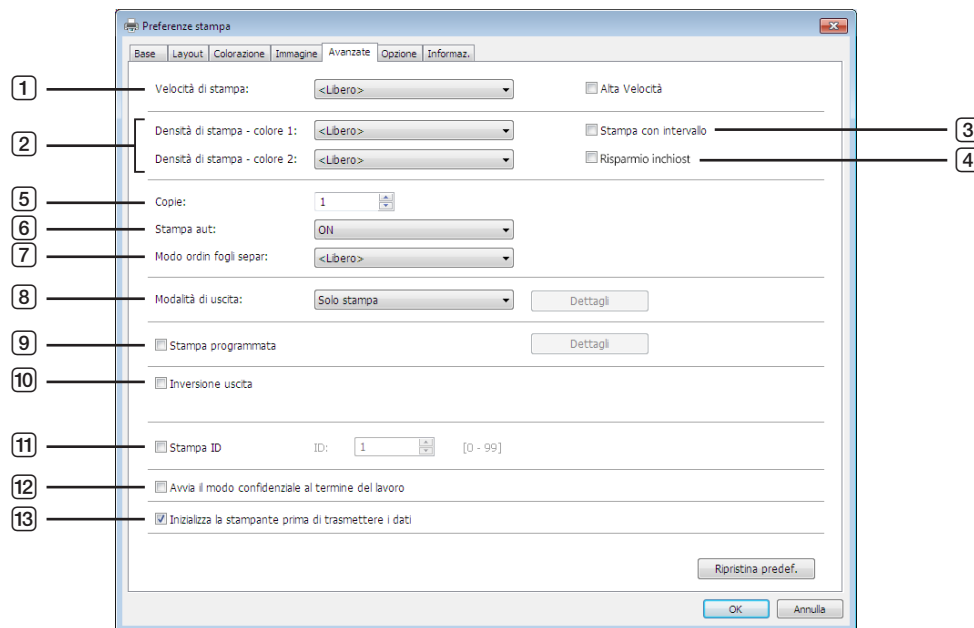 Preferenze stampa
Base Layout Colorazione Immagine Avanzate Opzione Informaz.
1 Velocità di stampa: <Libero> Alta Velocità
2 Densità di stampa - colore 1: <Libero> Stampa con intervallo 3
Densità di stampa - colore 2: <Libero> Risparmio inchiost 4
5 Copie: 1
6 Stampa aut: ON
7 Modo ordin fogli separ: <Libero>
8 Modalità di uscita: Solo stampa Dettagli
9 Stampa programmata Dettagli
10 Inversione uscita
11 Stampa ID ID: 1 [0 - 99]
12 Avvia il modo confidenziale al termine del lavoro
13 Inizializza la stampante prima di trasmettere i dati
Ripristina predef.
OK Annulla